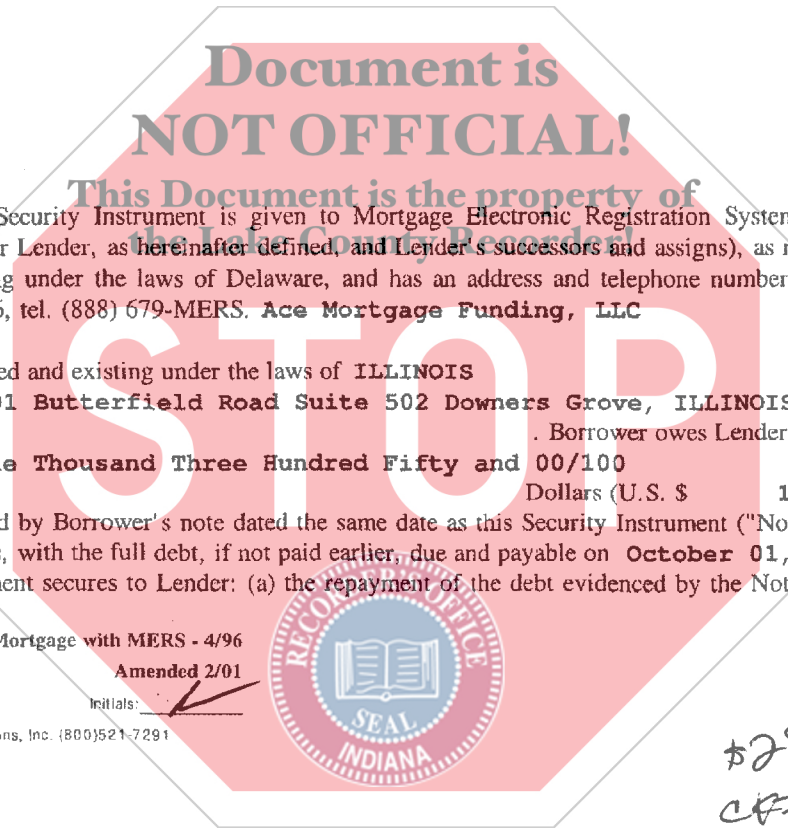 Document is
NOT OFFICIAL!
This Document is the property of
the Lake County Recorder!
Security Instrument is given to Mortgage Electronic Registration System
r Lender, as hereinafter defined, and Lender's successors and assigns), as
g under the laws of Delaware, and has an address and telephone number
, tel. (888) 679-MERS. Ace Mortgage Funding, LLC
ed and existing under the laws of ILLINOIS
01 Butterfield Road Suite 502 Downers Grove, ILLINOIS
. Borrower owes Lender
e Thousand Three Hundred Fifty and 00/100
Dollars (U.S. $ 1
d by Borrower's note dated the same date as this Security Instrument ("No
, with the full debt, if not paid earlier, due and payable on October 01,
ent secures to Lender: (a) the repayment of the debt evidenced by the Not
STOP
Mortgage with MERS - 4/96
Amended 2/01
Initials:
ons, Inc. (800)521-7291
RECORDER'S OFFICE
SEAL
INDIANA
$2